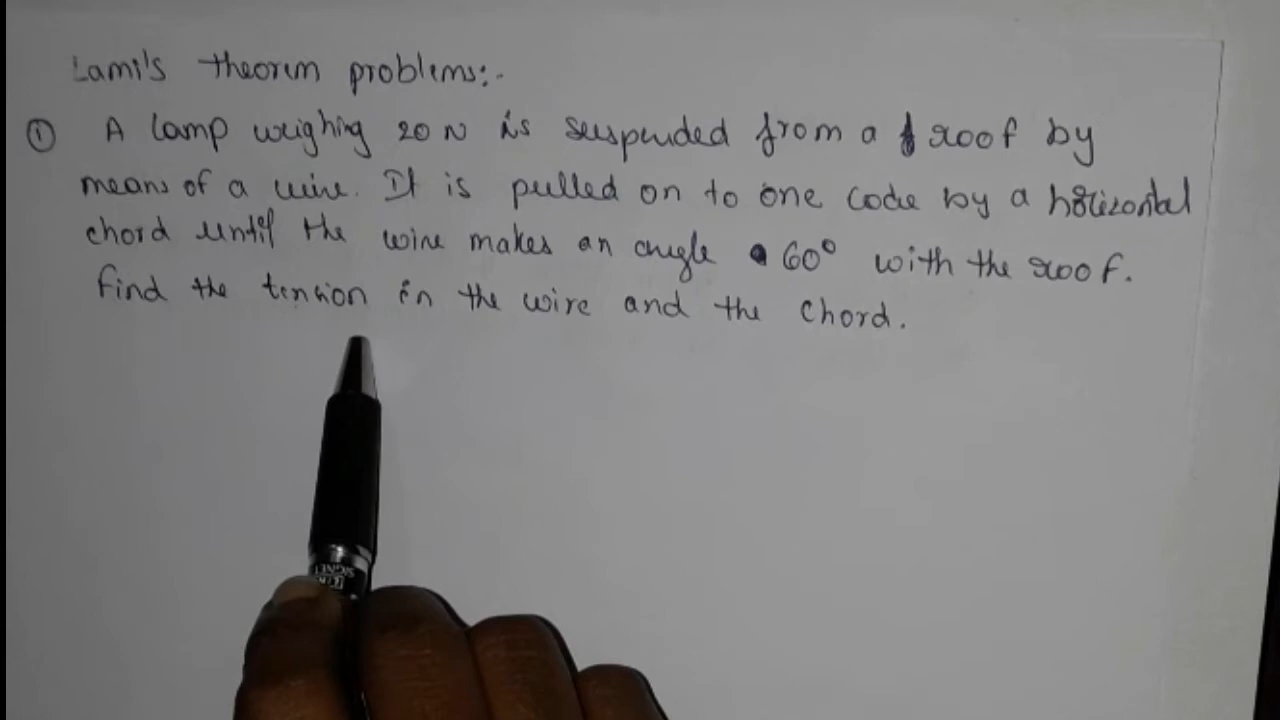 Lami's theorem problems:-
① A lamp weighing 20 N is suspended from a roof by
means of a wire. It is pulled on to one code by a horizontal
chord until the wire makes an angle 60° with the roof.
Find the tension in the wire and the chord.